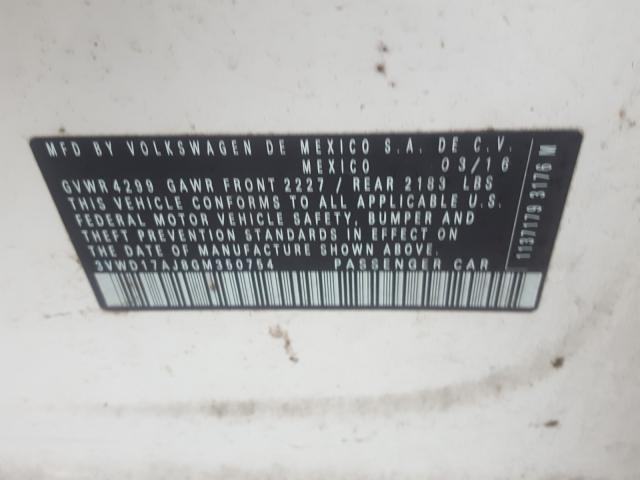 MFD BY VOLKSWAGEN DE MEXICO S.A. DE C.V.
MEXICO 03/16
GVWR 4299 GAWR FRONT 2227 / REAR 2183 LBS
THIS VEHICLE CONFORMS TO ALL APPLICABLE U.S.
FEDERAL MOTOR VEHICLE SAFETY, BUMPER AND
THEFT PREVENTION STANDARDS IN EFFECT ON
THE DATE OF MANUFACTURE SHOWN ABOVE.
3VWD17AJ8GM350754 PASSENGER CAR
1137179 3176 M